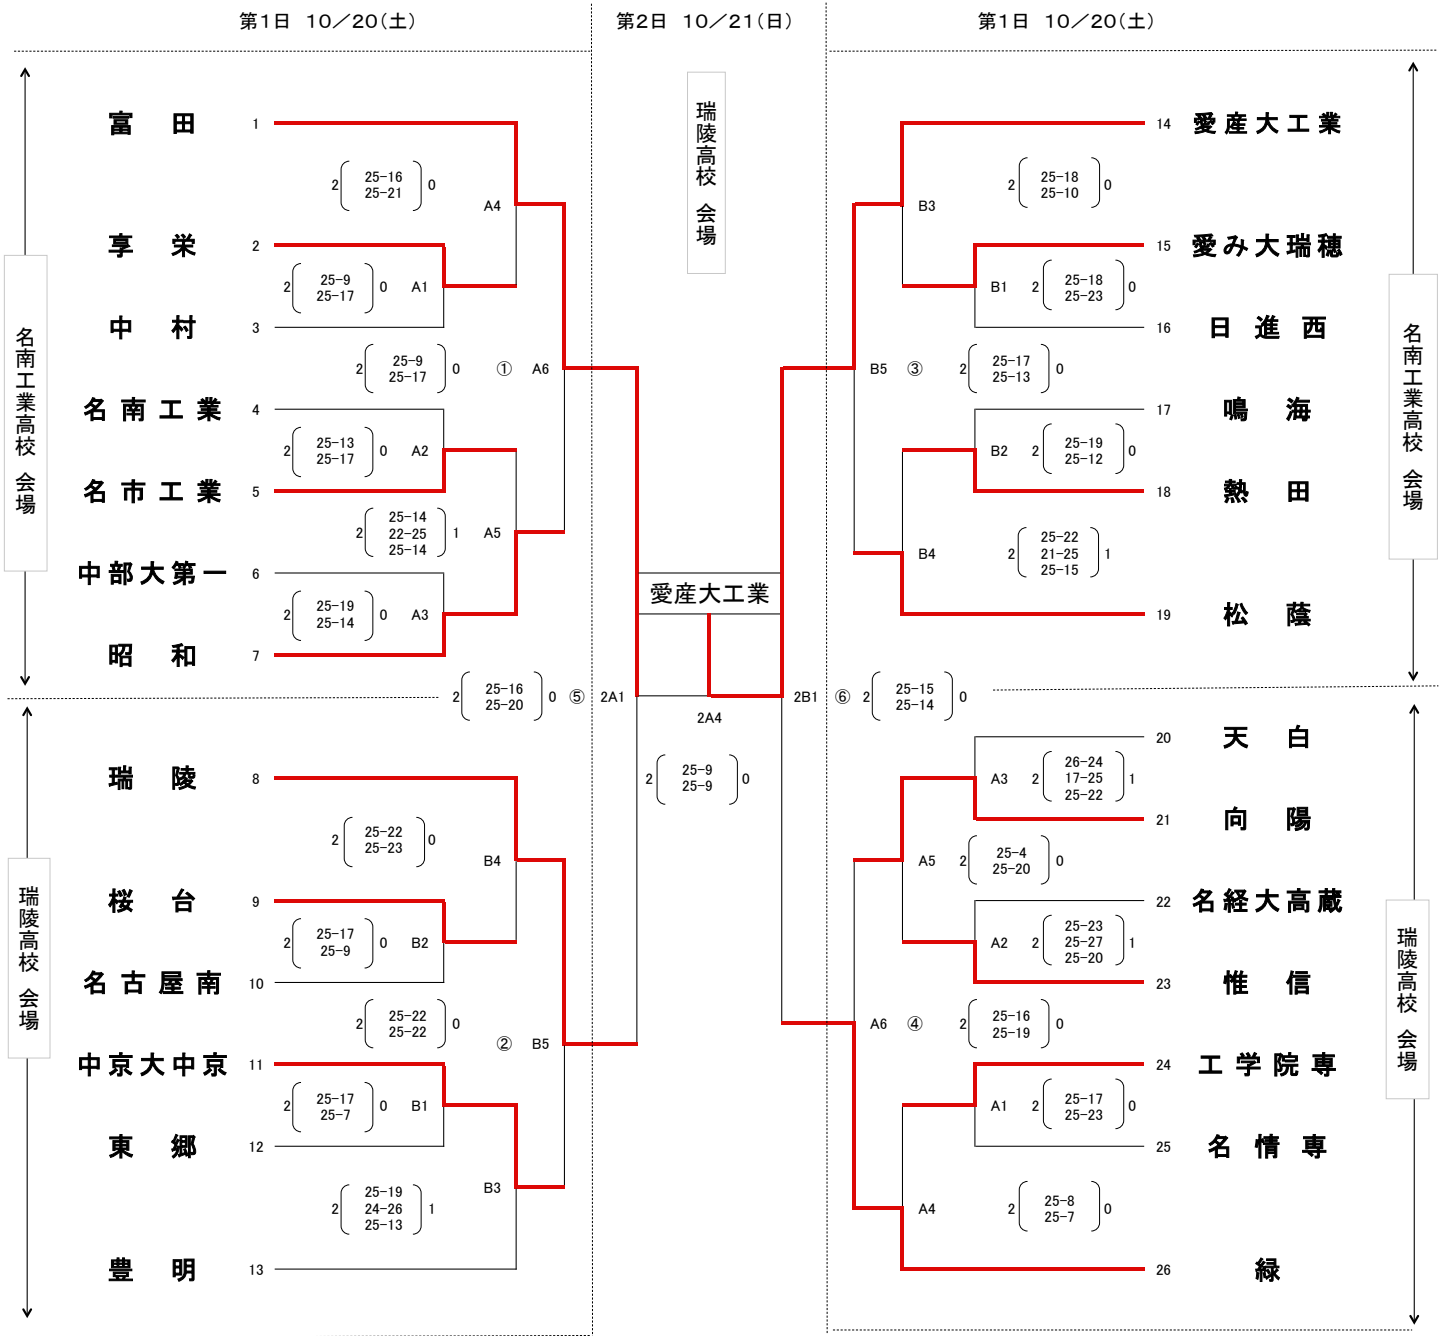 第1日 10／20(土)
第2日 10／21(日)
第1日 10／20(土)
名南工業高校 会場
富田 1
2 25-16 0
25-21
A4
享栄 2
2 25-9 0 A1
25-17
中村 3
2 25-9 0 ① A6
25-17
名南工業 4
2 25-13 0 A2
25-17
名市工業 5
2 25-14 1 A5
22-25
25-14
中部大第一 6
2 25-19 0 A3
25-14
昭和 7
瑞陵高校 会場
瑞陵 8
2 25-22 0
25-23
B4
桜台 9
2 25-17 0 B2
25-9
名古屋南 10
2 25-22 0
25-22
② B5
中京大中京 11
2 25-17 0 B1
25-7
東郷 12
B3
2 25-19 1
24-26
25-13
豊明 13
瑞陵高校 会場
愛産大工業
2 25-16 0 ⑤ 2A1
25-20
2A4
2 25-9 0
25-9
2B1 ⑥ 2 25-15 0
25-14
14 愛産大工業
2 25-18 0
25-10
B3
15 愛み大瑞穂
B1 2 25-18 0
25-23
16 日進西
B5 ③ 2 25-17 0
25-13
17 鳴海
B2 2 25-19 0
25-12
18 熱田
B4 2 25-22 1
21-25
25-15
19 松蔭
名南工業高校 会場
20 天白
A3 2 26-24 1
17-25
25-22
21 向陽
A5 2 25-4 0
25-20
22 名経大高蔵
A2 2 25-23 1
25-27
25-20
23 惟信
A6 ④ 2 25-16 0
25-19
24 工学院専
A1 2 25-17 0
25-23
25 名情専
A4 2 25-8 0
25-7
26 緑
瑞陵高校 会場